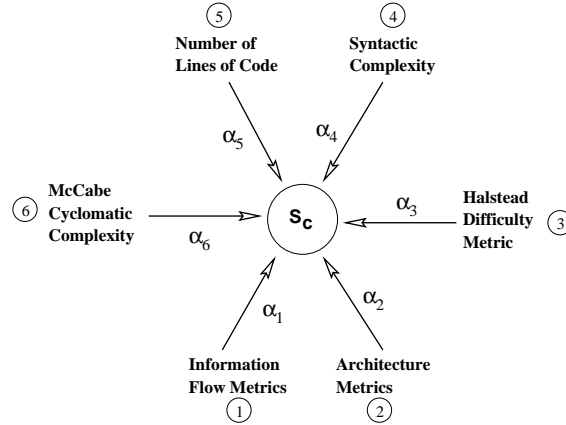 5
4
Number of
Lines of Code
Syntactic
Complexity
α5
α4
6
McCabe
Cyclomatic
Complexity
α6
Sc
α3
Halstead
Difficulty
Metric
3
α1
α2
Information
Flow Metrics
Architecture
Metrics
1
2